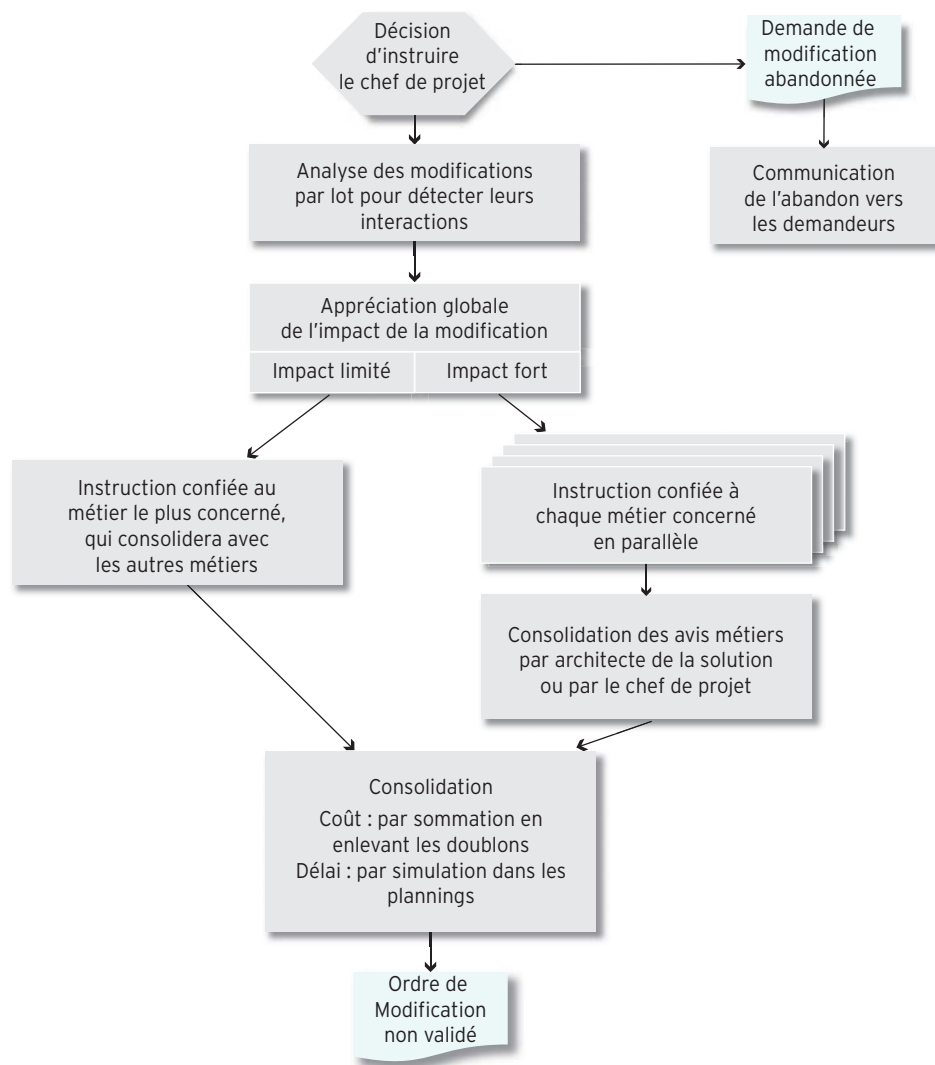 Décision
d'instruire
le chef de projet
Demande de
modification
abandonnée
Analyse des modifications
par lot pour détecter leurs
interactions
Communication
de l'abandon vers
les demandeurs
Appréciation globale
de l'impact de la modification
Impact limité
Impact fort
Instruction confiée au
métier le plus concerné,
qui consolidera avec
les autres métiers
Instruction confiée à
chaque métier concerné
en parallèle
Consolidation des avis métiers
par architecte de la solution
ou par le chef de projet
Consolidation
Coût : par sommation en
enlevant les doublons
Délai : par simulation dans les
plannings
Ordre de
Modification
non validé